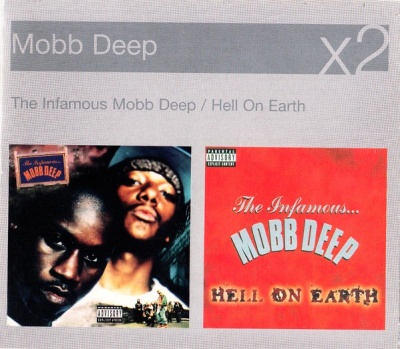 Mobb Deep
x2
The Infamous Mobb Deep / Hell On Earth
The Infamous...
MOBB DEEP
PARENTAL
ADVISORY
EXPLICIT CONTENT
PARENTAL
ADVISORY
EXPLICIT CONTENT
The Infamous...
MOBB DEEP
HELL ON EARTH